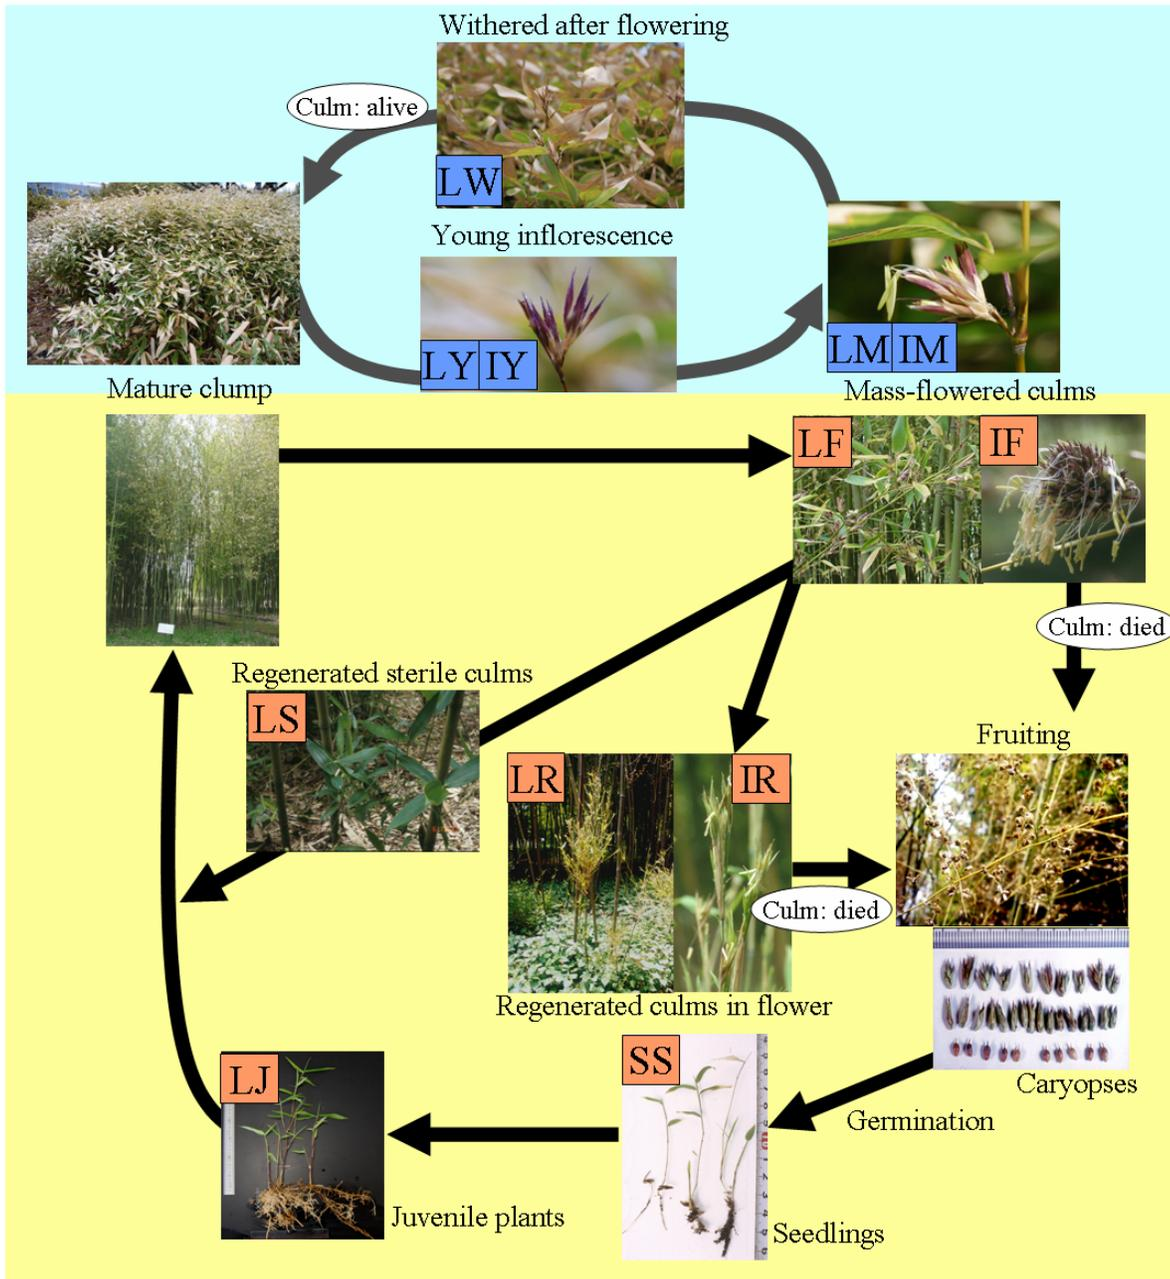 Withered after flowering
Culm: alive
LW
Young inflorescence
LY IY
LM IM
Mature clump
Mass-flowered culms
LF
IF
Culm: died
Regenerated sterile culms
LS
Fruiting
LR
IR
Culm: died
Regenerated culms in flower
SS
LJ
Caryopses
Germination
Juvenile plants
Seedlings